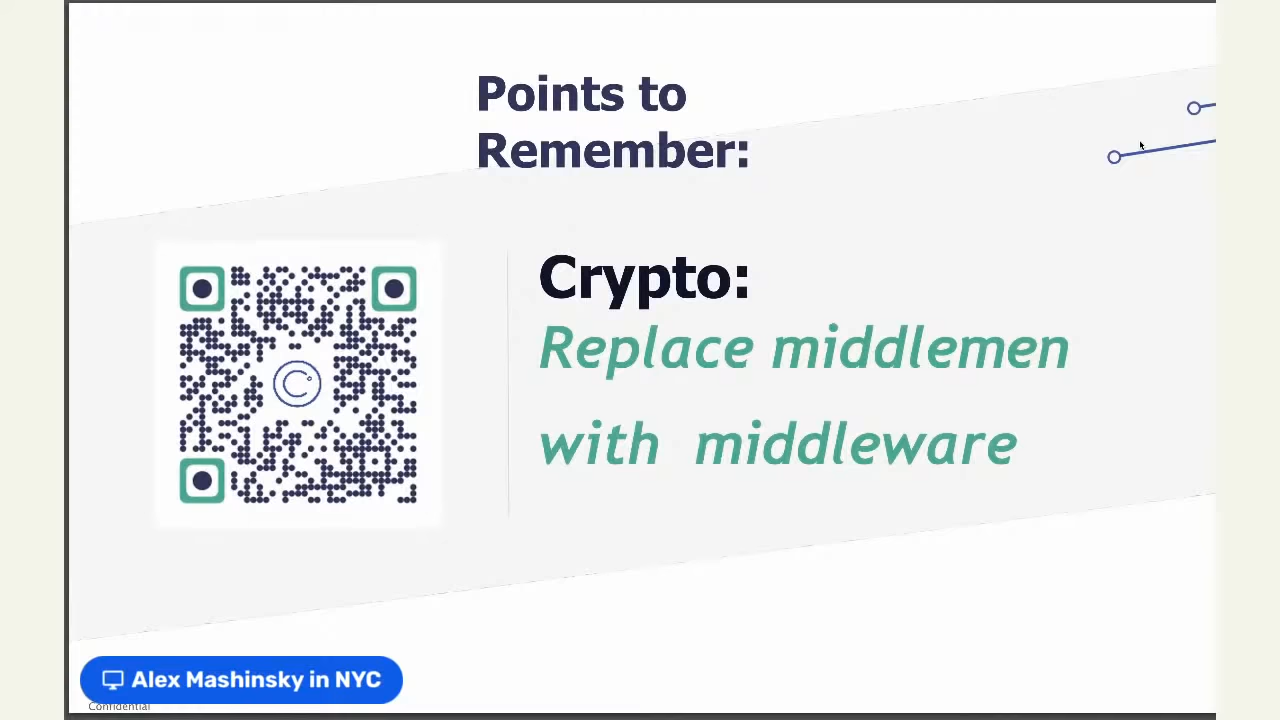 Points to
Remember:
Crypto:
Replace middlemen
with middleware
Alex Mashinsky in NYC
Confidential